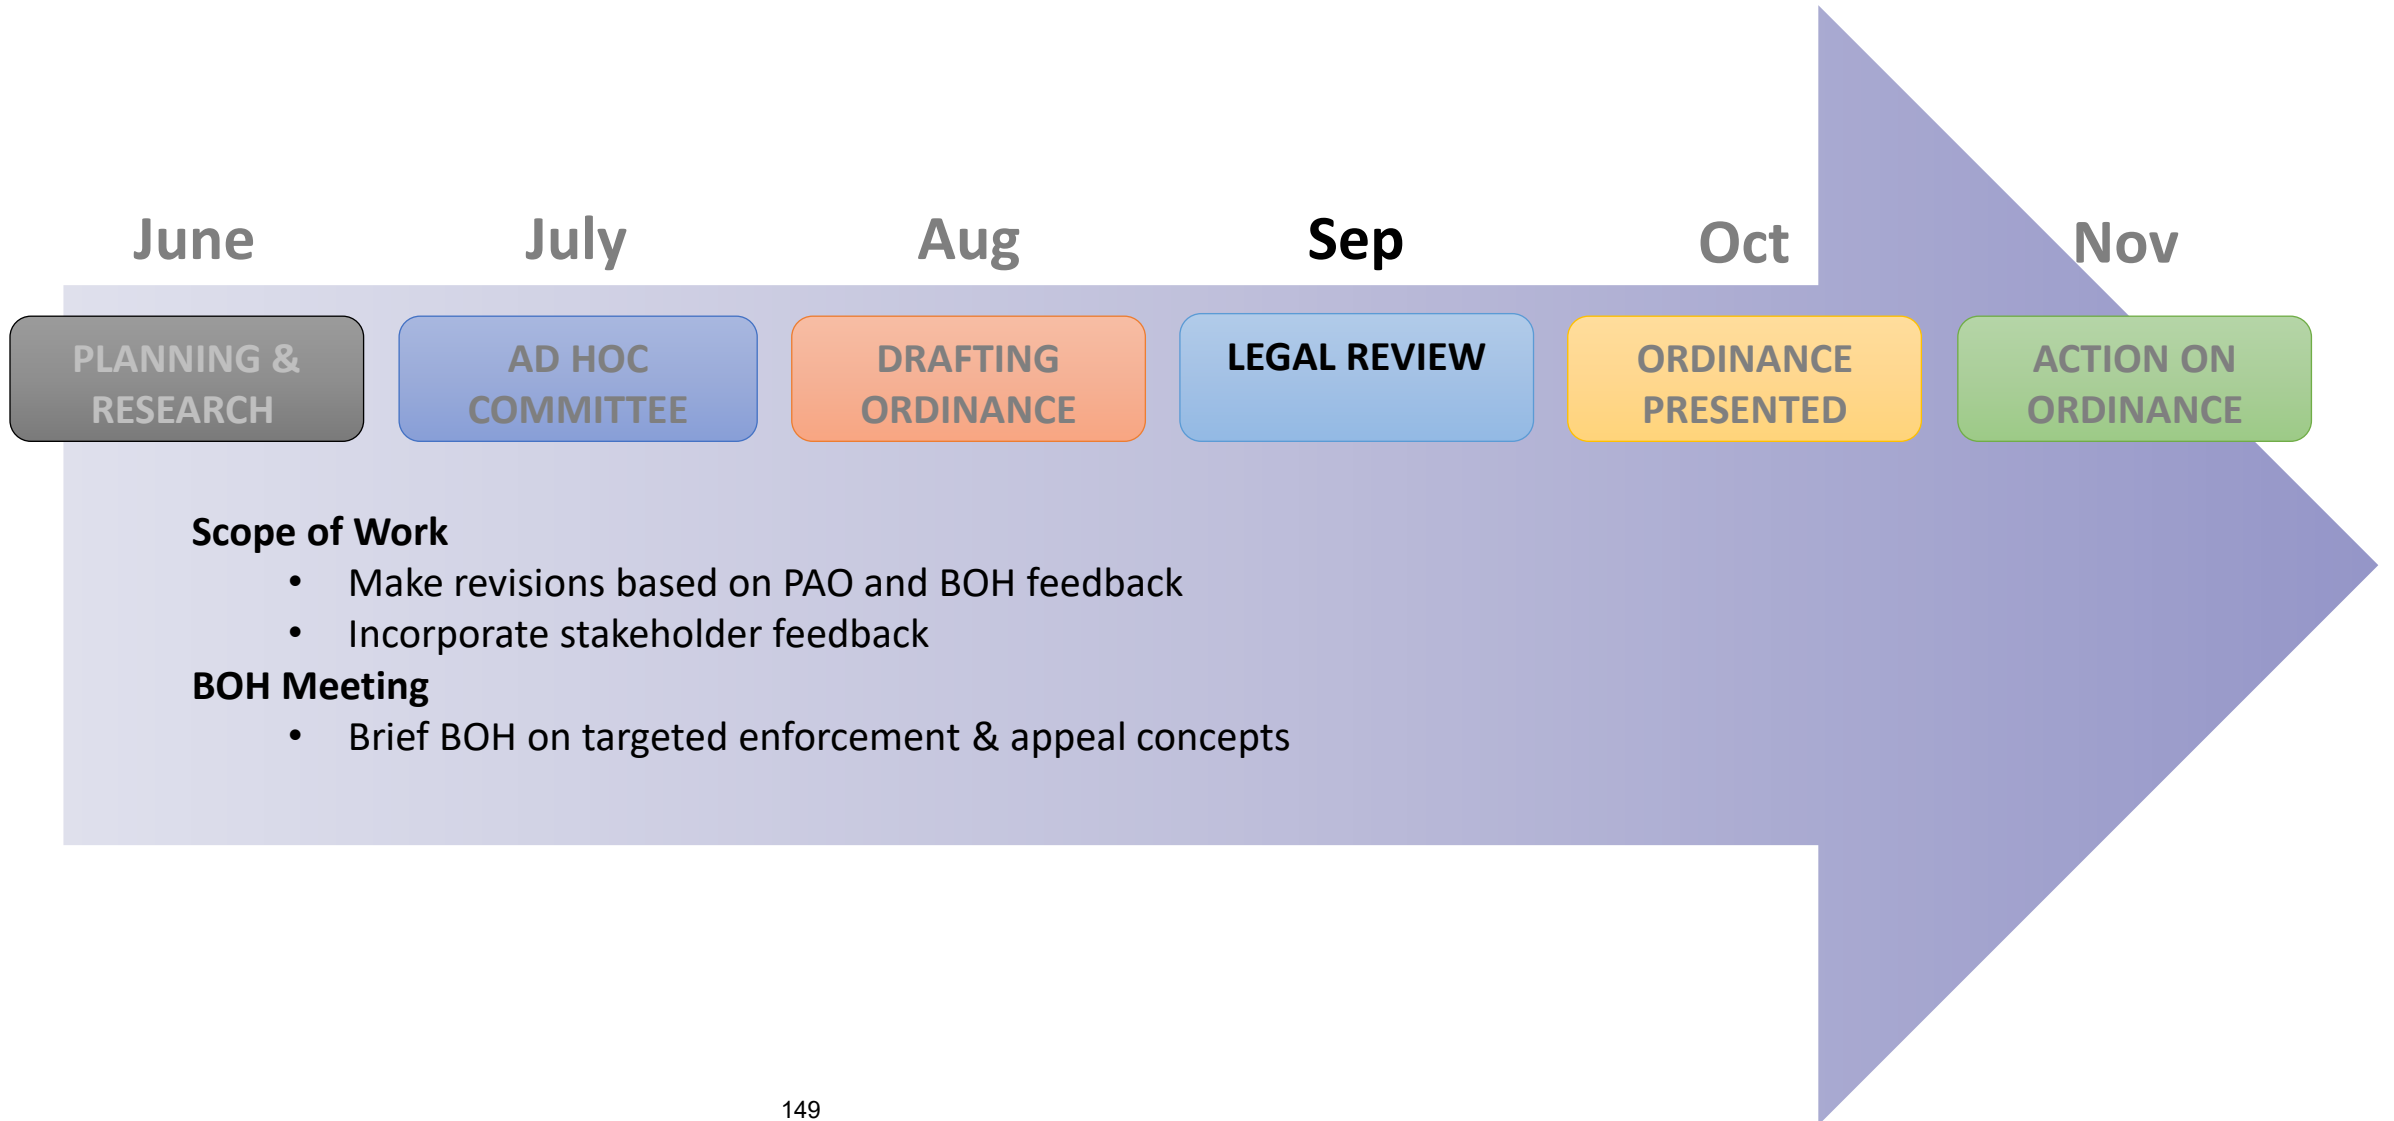 June July Aug Sep Oct Nov
PLANNING &
RESEARCH
AD HOC
COMMITTEE
DRAFTING
ORDINANCE
LEGAL REVIEW
ORDINANCE
PRESENTED
ACTION ON
ORDINANCE
Scope of Work
• Make revisions based on PAO and BOH feedback
• Incorporate stakeholder feedback
BOH Meeting
• Brief BOH on targeted enforcement & appeal concepts
149